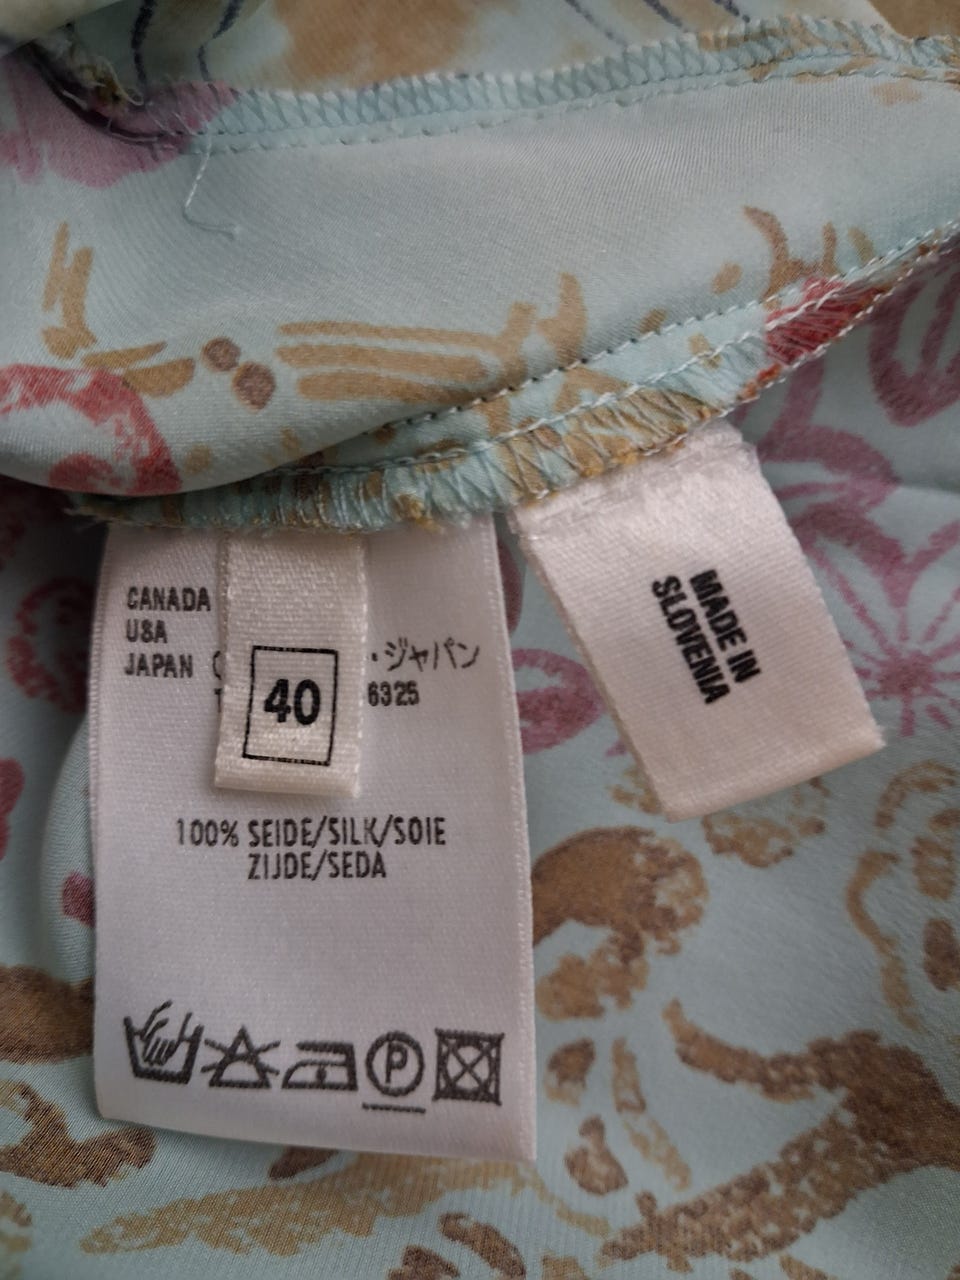 CANADA
USA
JAPAN
・ジャパン
6325
40
MADE IN
SLOVENIA
100% SEIDE/SILK/SOIE
ZIJDE/SEDA
P